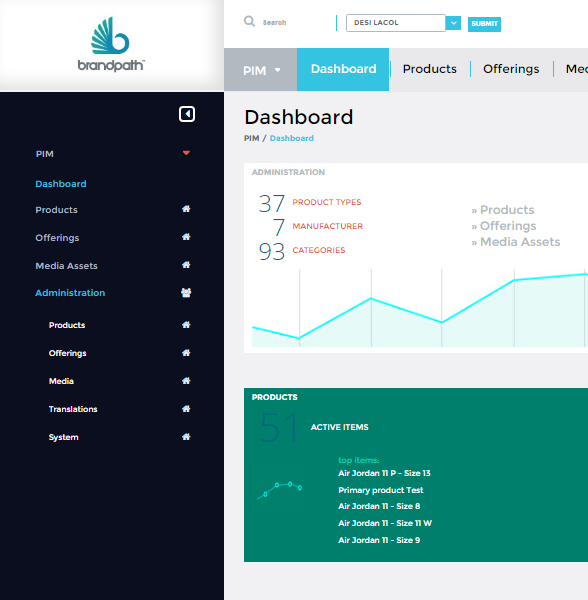 brandpath™
Search
DESI LACOL
SUBMIT
PIM
Dashboard
Products
Offerings
Me
PIM
Dashboard
Products
Offerings
Media Assets
Administration
Products
Offerings
Media
Translations
System
Dashboard
PIM / Dashboard
ADMINISTRATION
37 PRODUCT TYPES
7 MANUFACTURER
93 CATEGORIES
» Products
» Offerings
» Media Assets
PRODUCTS
51 ACTIVE ITEMS
top items:
Air Jordan 11 P - Size 13
Primary product Test
Air Jordan 11 - Size 8
Air Jordan 11 - Size 11 W
Air Jordan 11 - Size 9